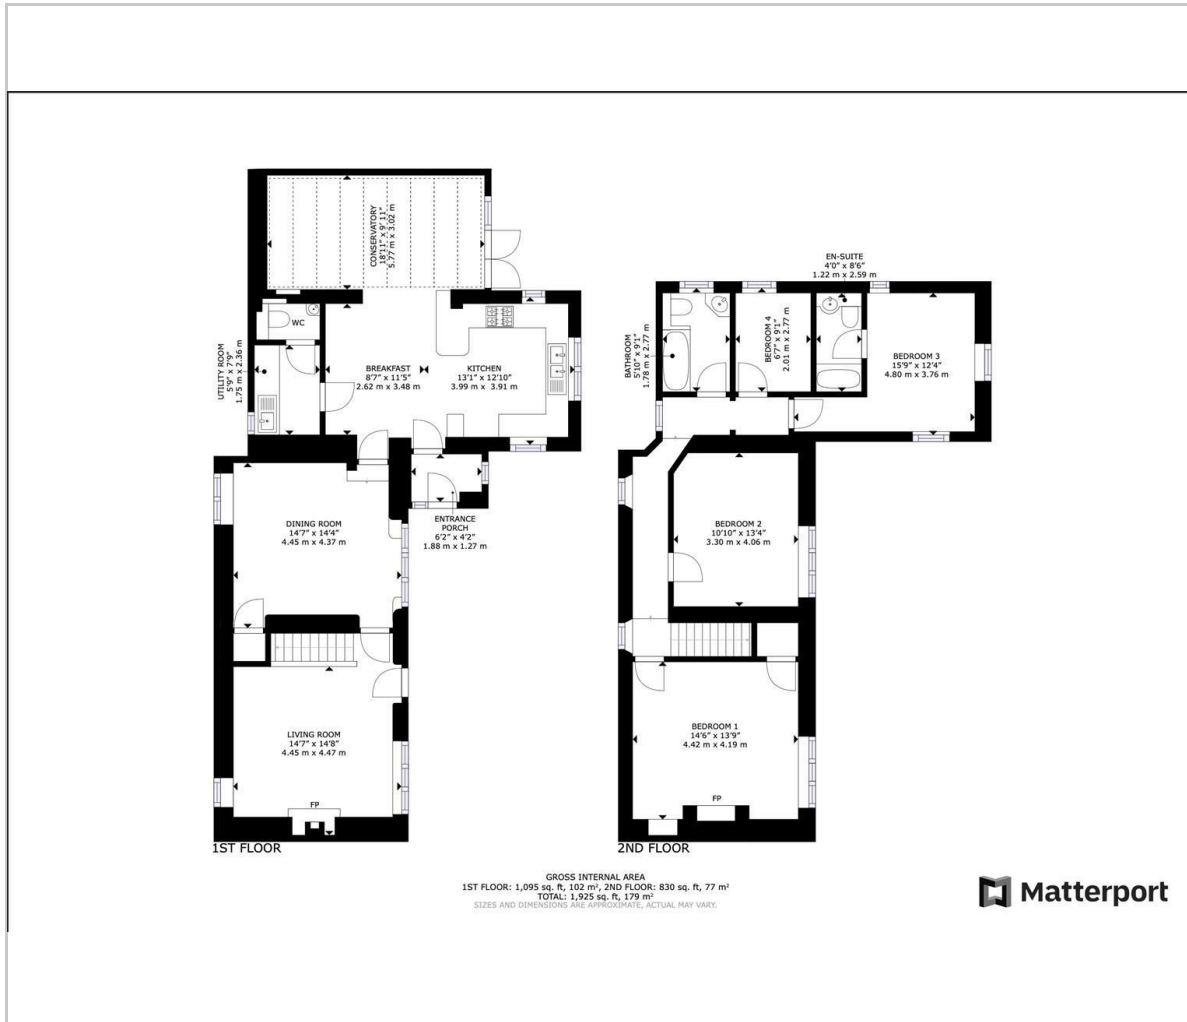 CONSERVATORY
18'11" x 9' 11"
5.77 m x 3.02 m
WC
UTILITY ROOM
5'9" x 7'9"
1.75 m x 2.36 m
BREAKFAST
8'7" x 11'5"
2.62 m x 3.48 m
KITCHEN
13'1" x 12'10"
3.99 m x 3.91 m
ENTRANCE
PORCH
6'2" x 4'2"
1.88 m x 1.27 m
DINING ROOM
14'7" x 14'4"
4.45 m x 4.37 m
LIVING ROOM
14'7" x 14'8"
4.45 m x 4.47 m
FP
1ST FLOOR
EN-SUITE
4'0" x 8'6"
1.22 m x 2.59 m
BATHROOM
5'10" x 9'1"
1.78 m x 2.77 m
BEDROOM 4
6'7" x 9'1"
2.01 m x 2.77 m
BEDROOM 3
15'9" x 12'4"
4.80 m x 3.76 m
BEDROOM 2
10'10" x 13'4"
3.30 m x 4.06 m
BEDROOM 1
14'6" x 13'9"
4.42 m x 4.19 m
FP
2ND FLOOR
GROSS INTERNAL AREA
1ST FLOOR: 1,095 sq. ft, 102 m², 2ND FLOOR: 830 sq. ft, 77 m²
TOTAL: 1,925 sq. ft, 179 m²
SIZES AND DIMENSIONS ARE APPROXIMATE, ACTUAL MAY VARY.
Matterport